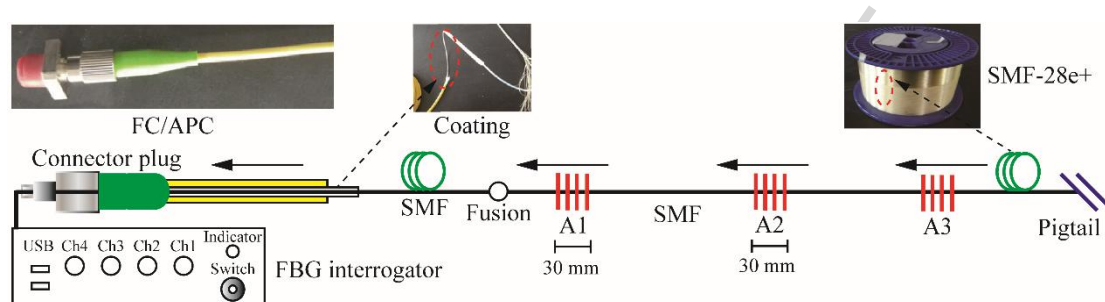 SMF-28e+
FC/APC
Coating
Connector plug
SMF
Fusion
A1
SMF
A2
A3
Pigtail
30 mm
30 mm
USB
Ch4
Ch3
Ch2
Ch1
Indicator
Switch
FBG interrogator